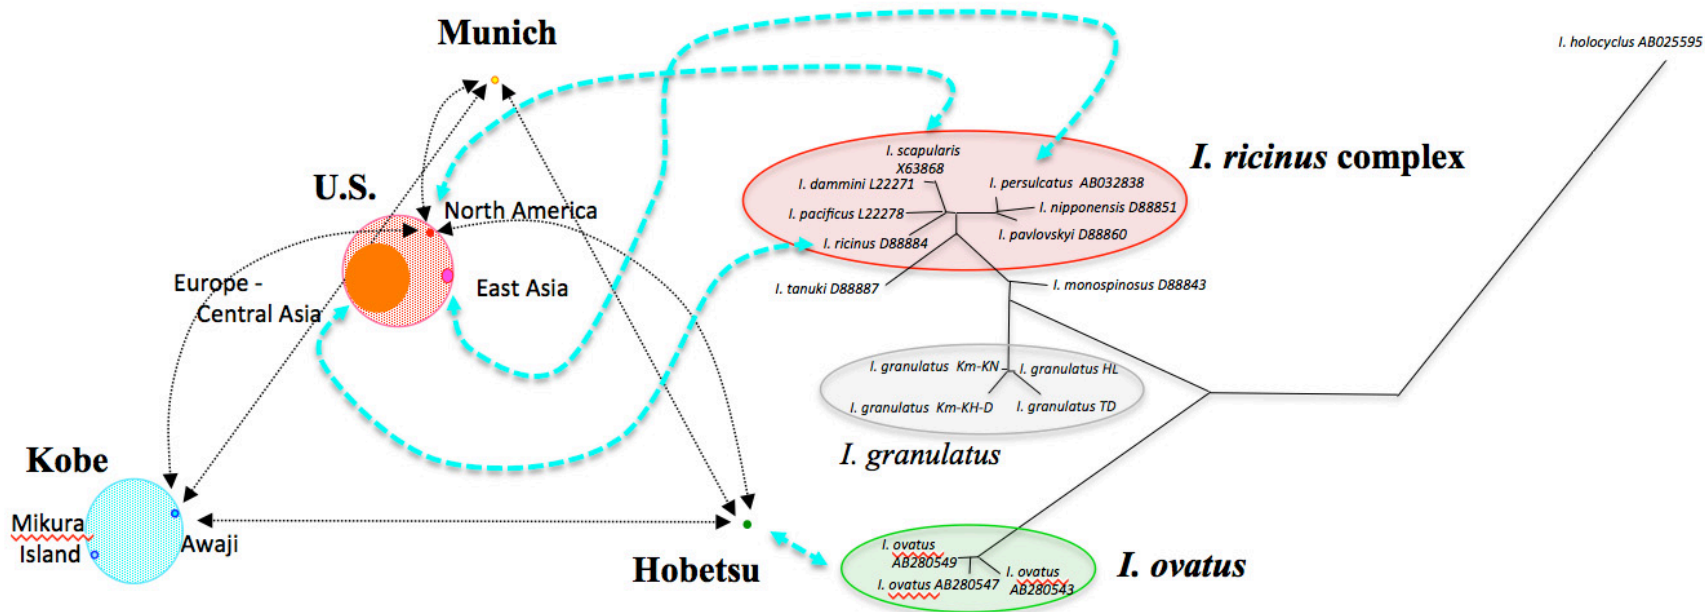 Munich
U.S.
North America
Europe -
Central Asia
East Asia
Kobe
Mikura
Island
Awaji
Hobetsu
I. holocyclus AB025595
I. ricinus complex
I. scapularis
X63868
I. dammini L22271
I. persulcatus AB032838
I. pacificus L22278
I. nipponensis D88851
I. ricinus D88884
I. pavlovskyi D88860
I. tanuki D88887
I. monospinosus D88843
I. granulatus Km-KN
I. granulatus HL
I. granulatus Km-KH-D
I. granulatus TD
I. granulatus
I. ovatus
AB280549
I. ovatus AB280547
I. ovatus
AB280543
I. ovatus